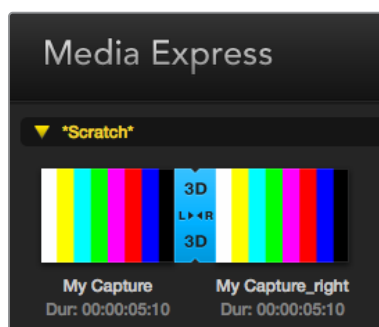 Media Express
*Scratch*
3D
L▶◀R
3D
My Capture
My Capture_right
Dur: 00:00:05:10
Dur: 00:00:05:10